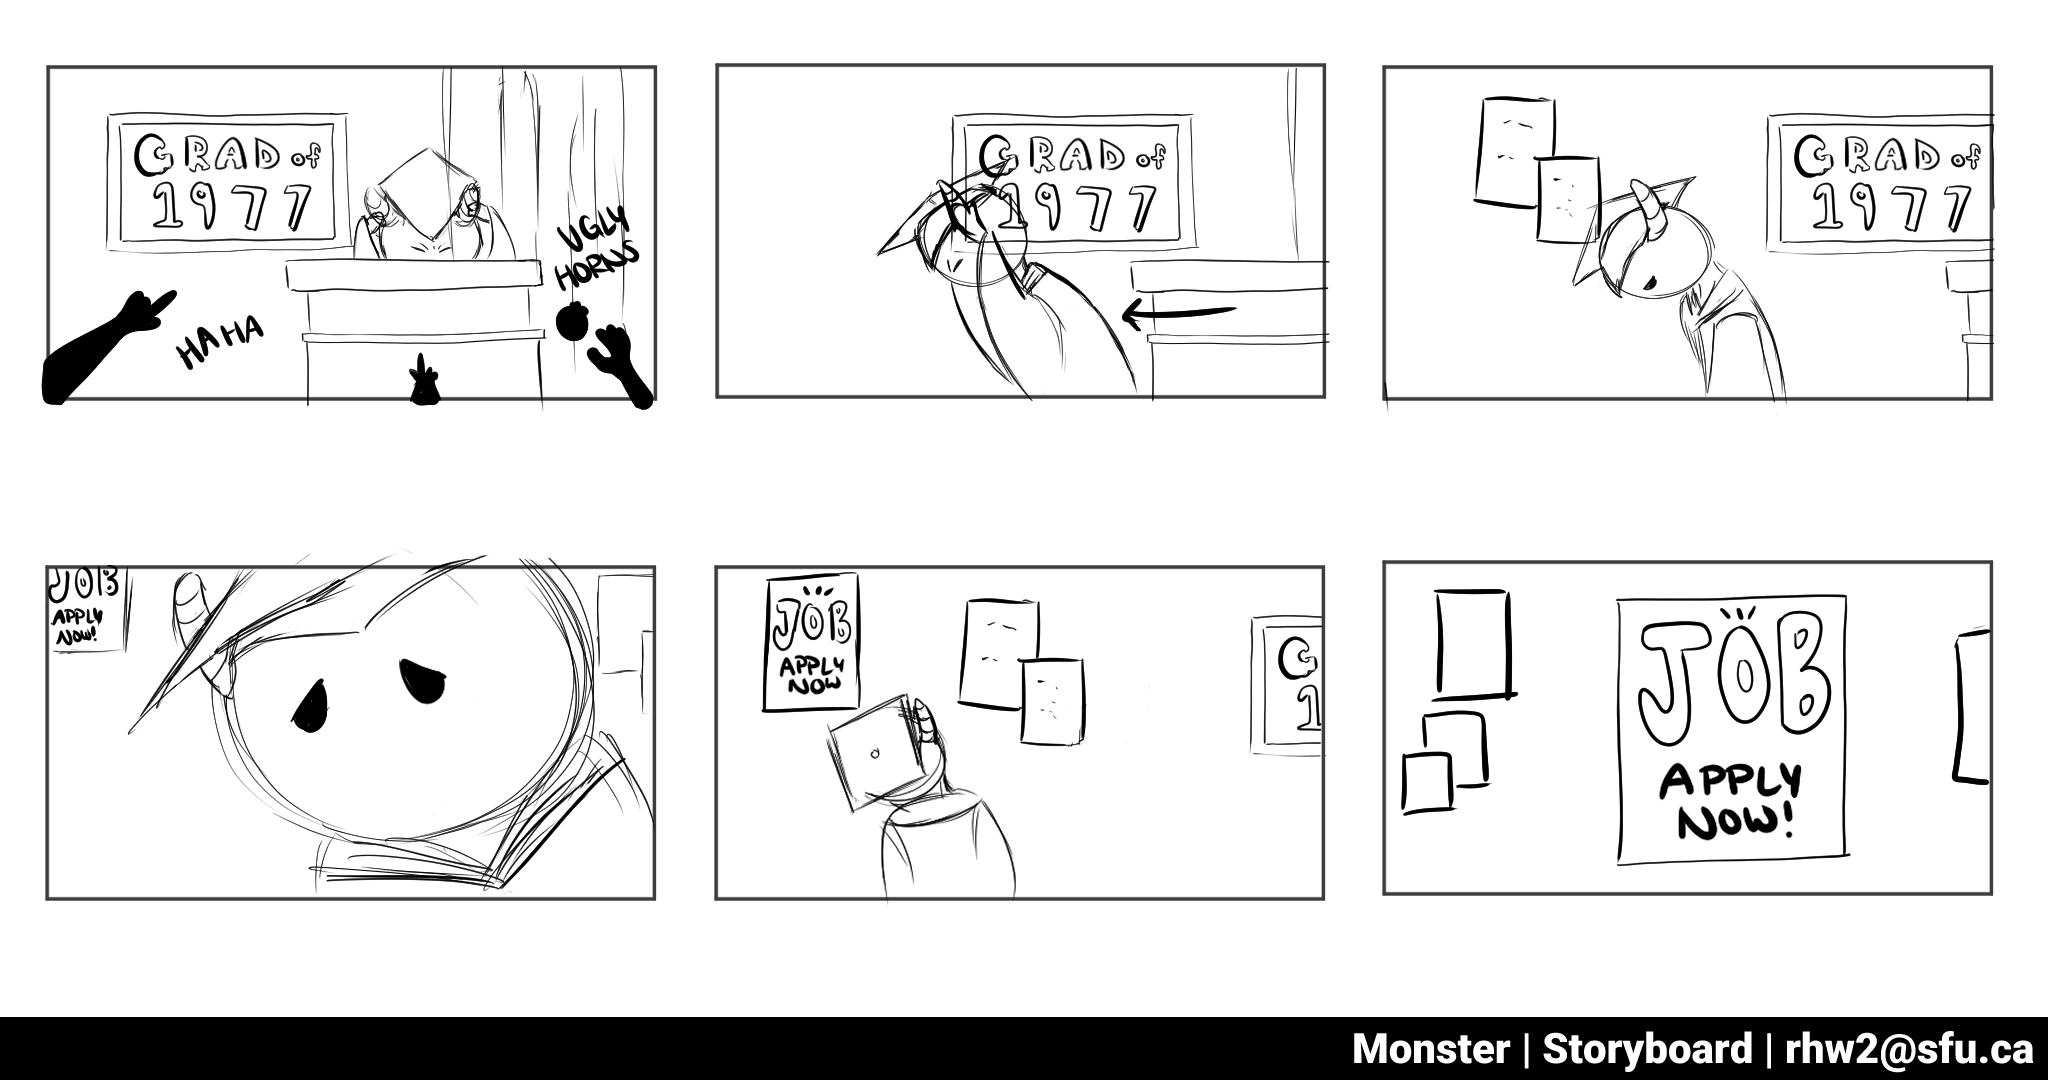 GRAD of
1977
UGLY
HORNS
HAHA
GRAD of
1977
GRAD of
1977
JOB
APPLY
NOW!
JOB
APPLY
NOW
G
1
JOB
APPLY
NOW!
Monster | Storyboard | rhw2@sfu.ca